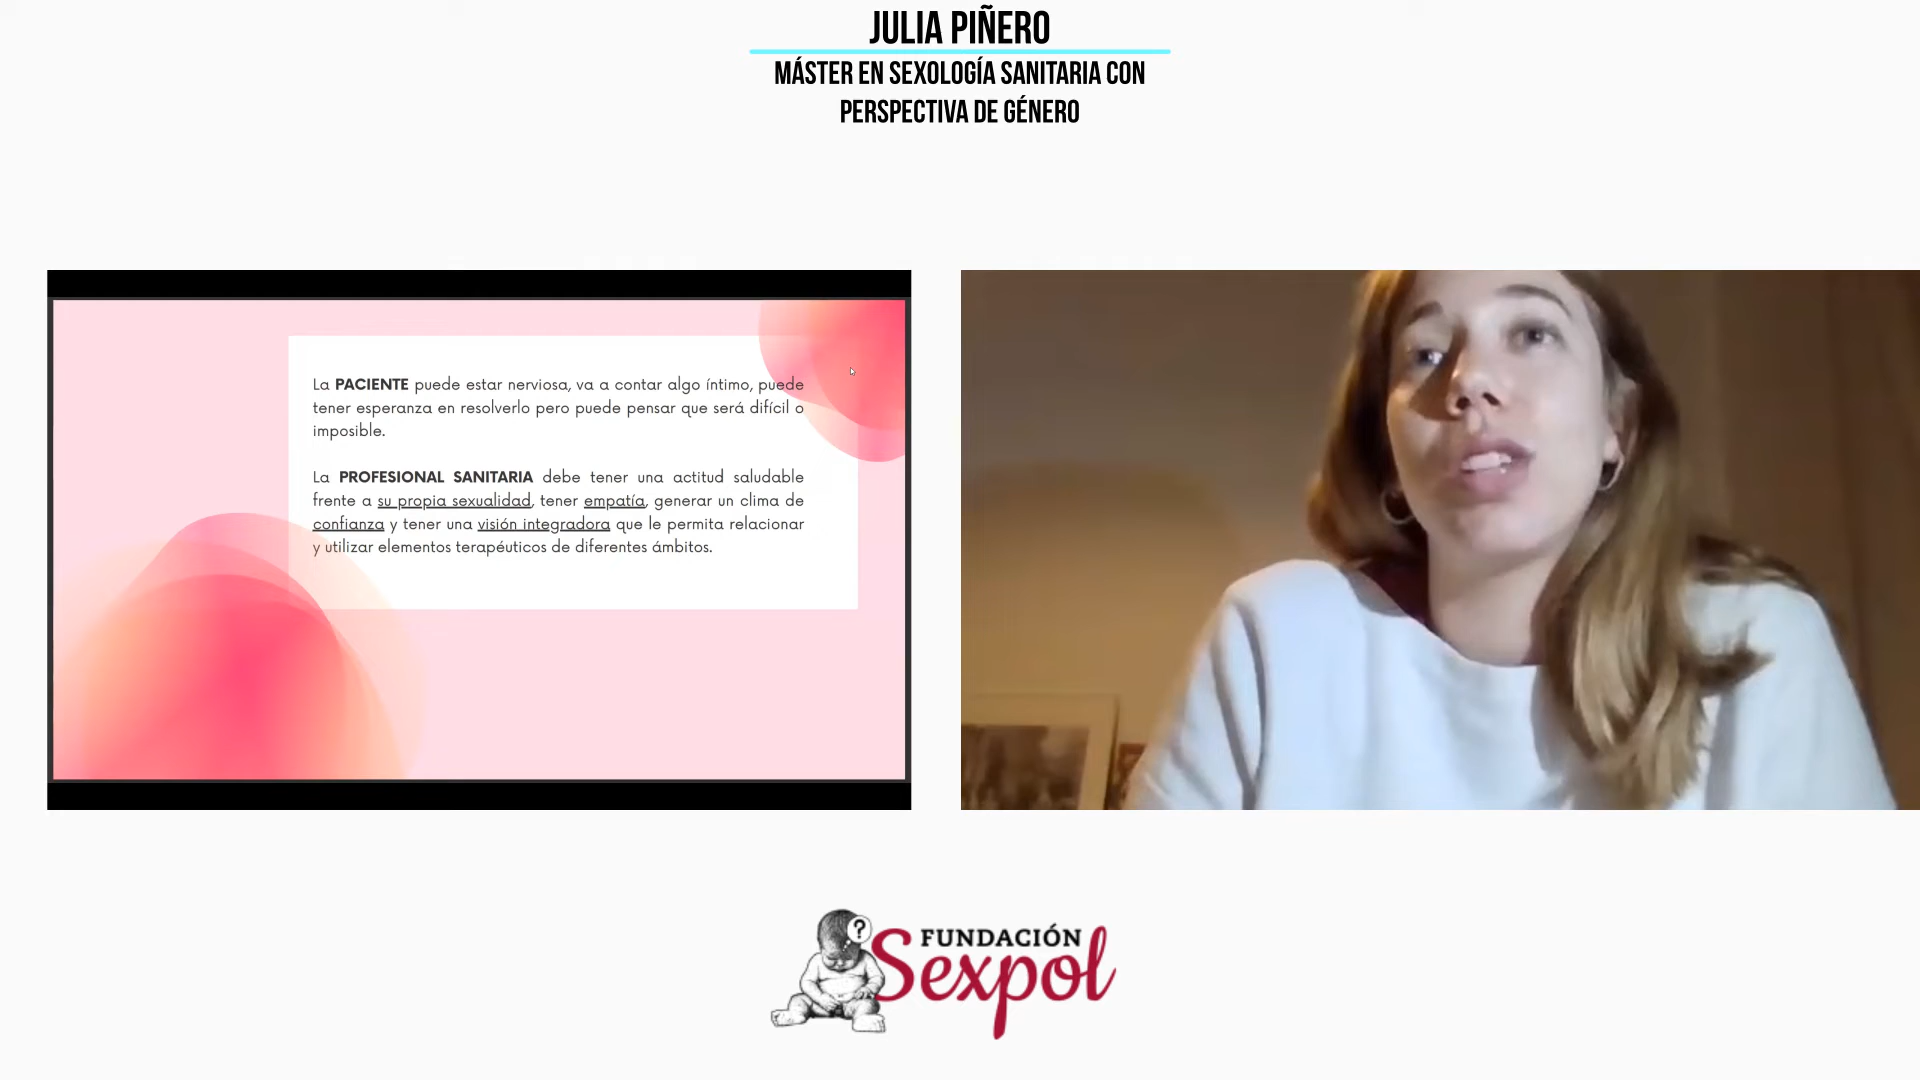 JULIA PIÑERO
MÁSTER EN SEXOLOGÍA SANITARIA CON
PERSPECTIVA DE GÉNERO
La PACIENTE puede estar nerviosa, va a contar algo íntimo, puede
tener esperanza en resolverlo pero puede pensar que será difícil o
imposible.
La PROFESIONAL SANITARIA debe tener una actitud saludable
frente a su propia sexualidad, tener empatía, generar un clima de
confianza y tener una visión integradora que le permita relacionar
y utilizar elementos terapéuticos de diferentes ámbitos.
?
FUNDACIÓN
Sexpol